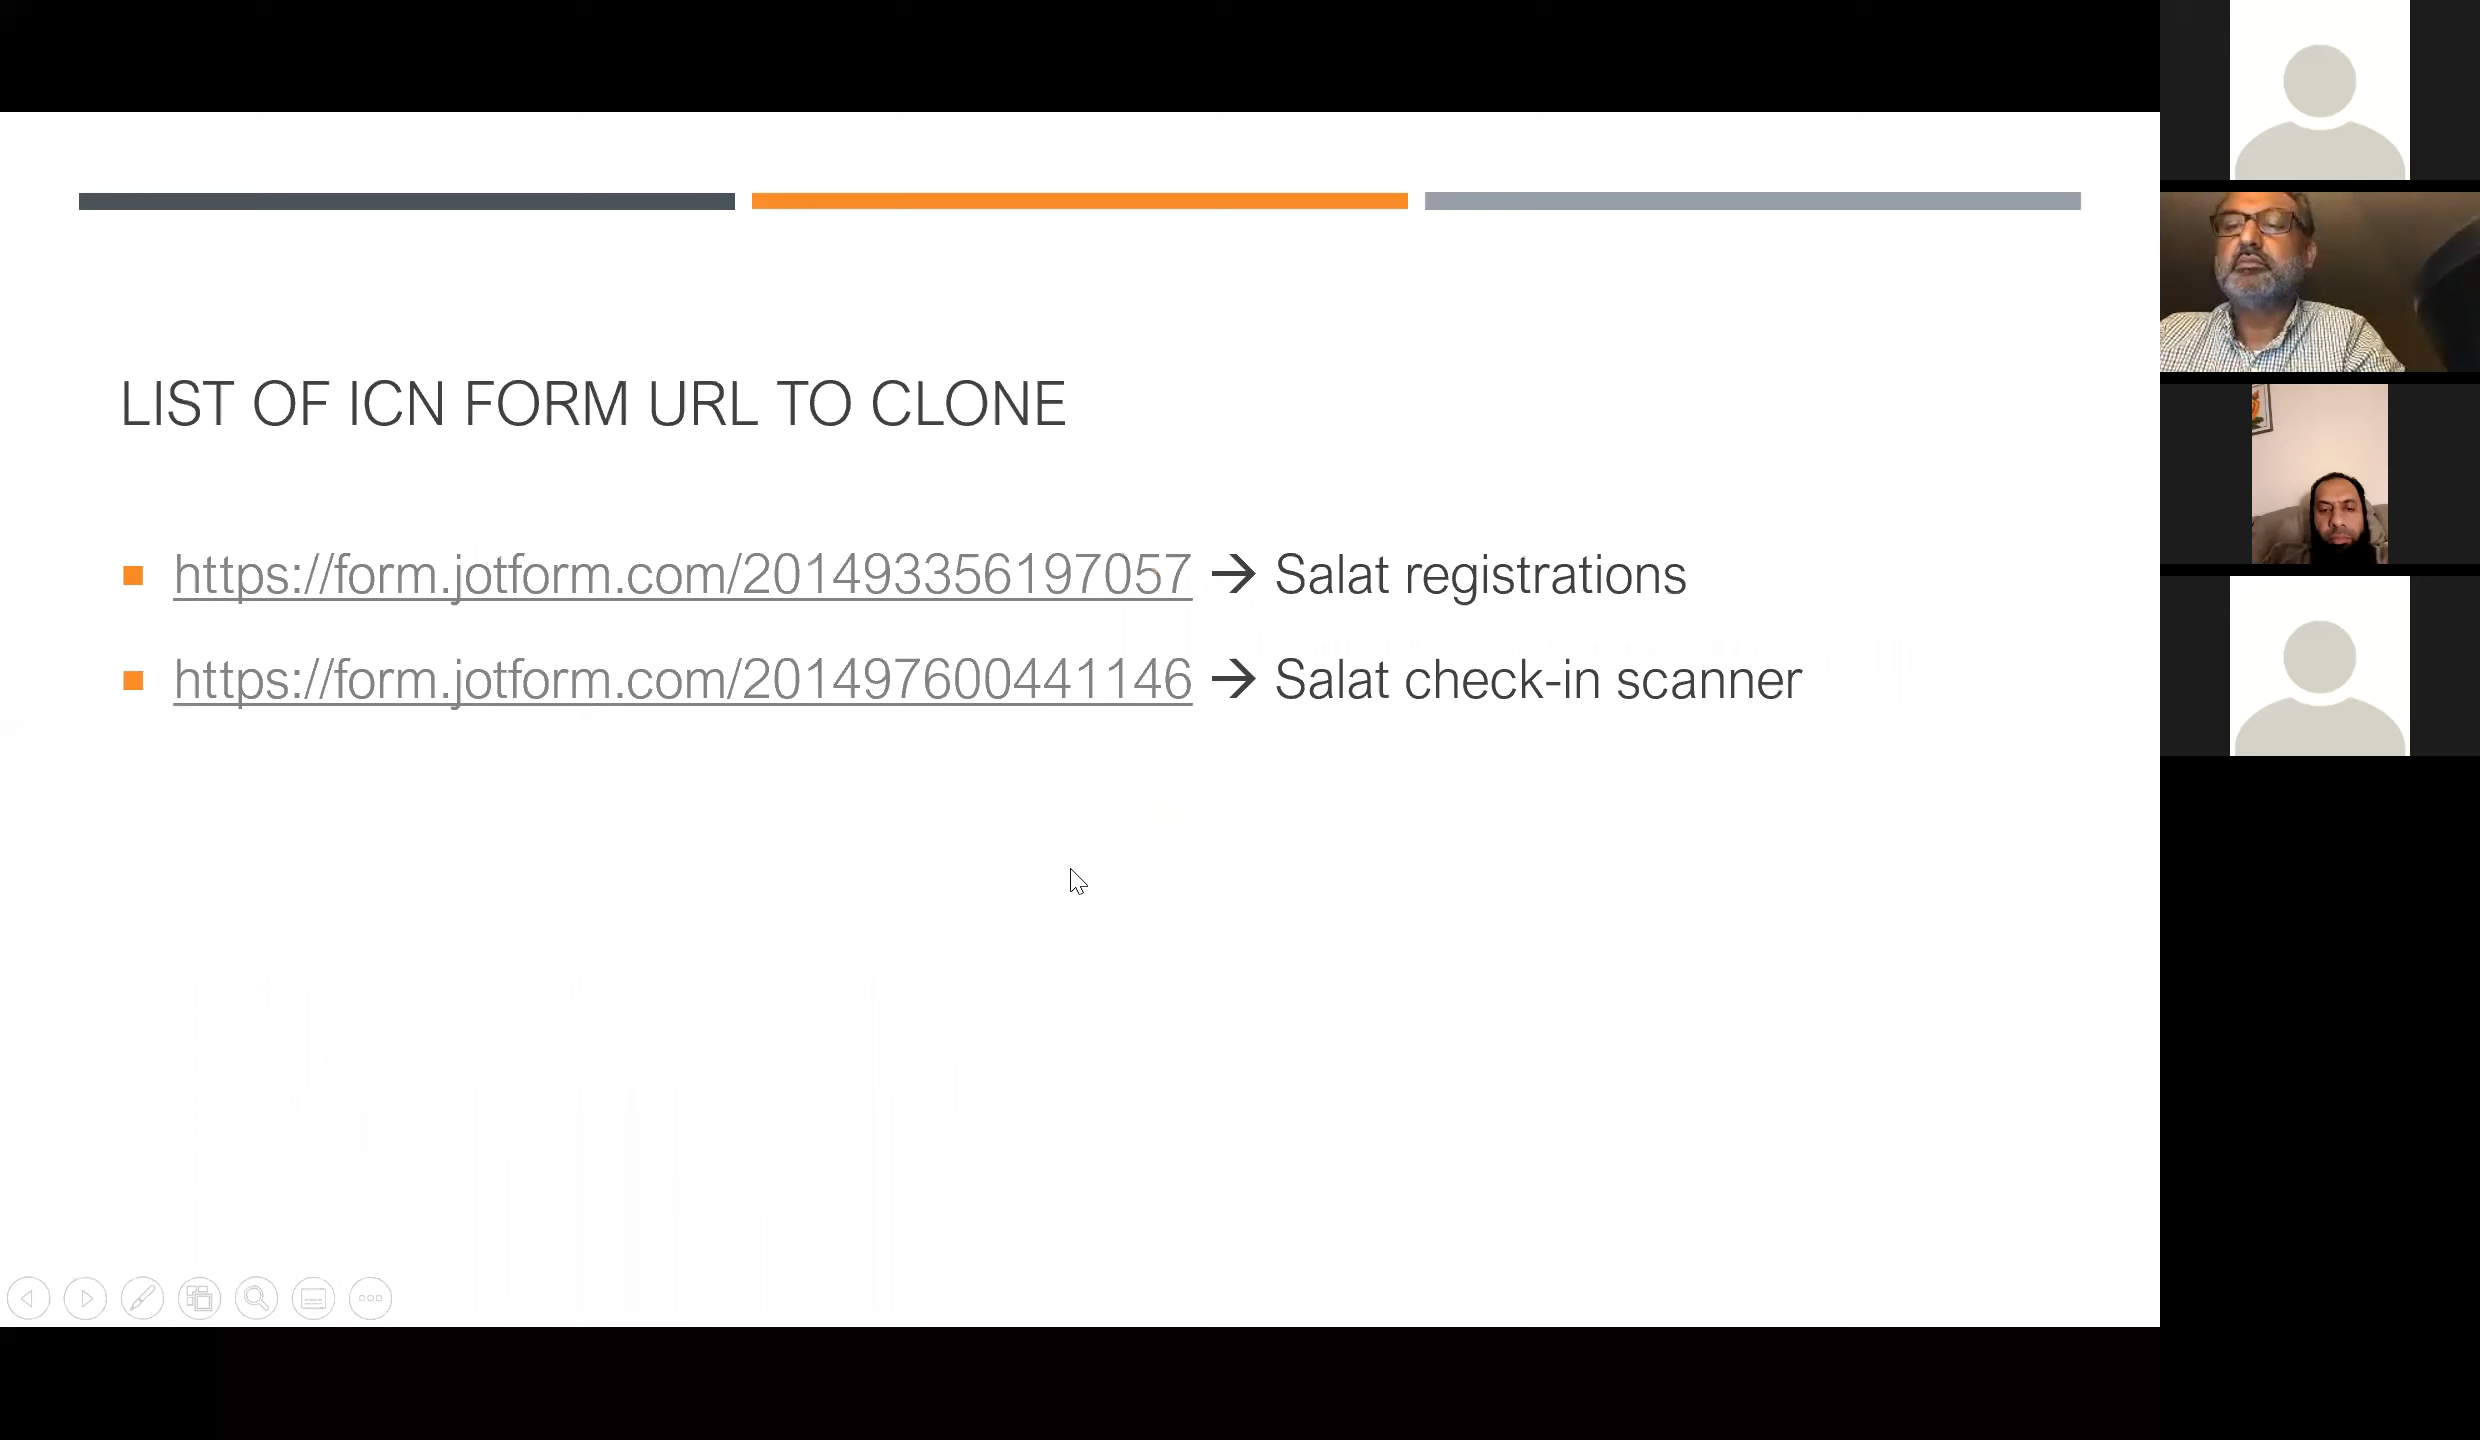 LIST OF ICN FORM URL TO CLONE
https://form.jotform.com/201493356197057 → Salat registrations
https://form.jotform.com/201497600441146 → Salat check-in scanner